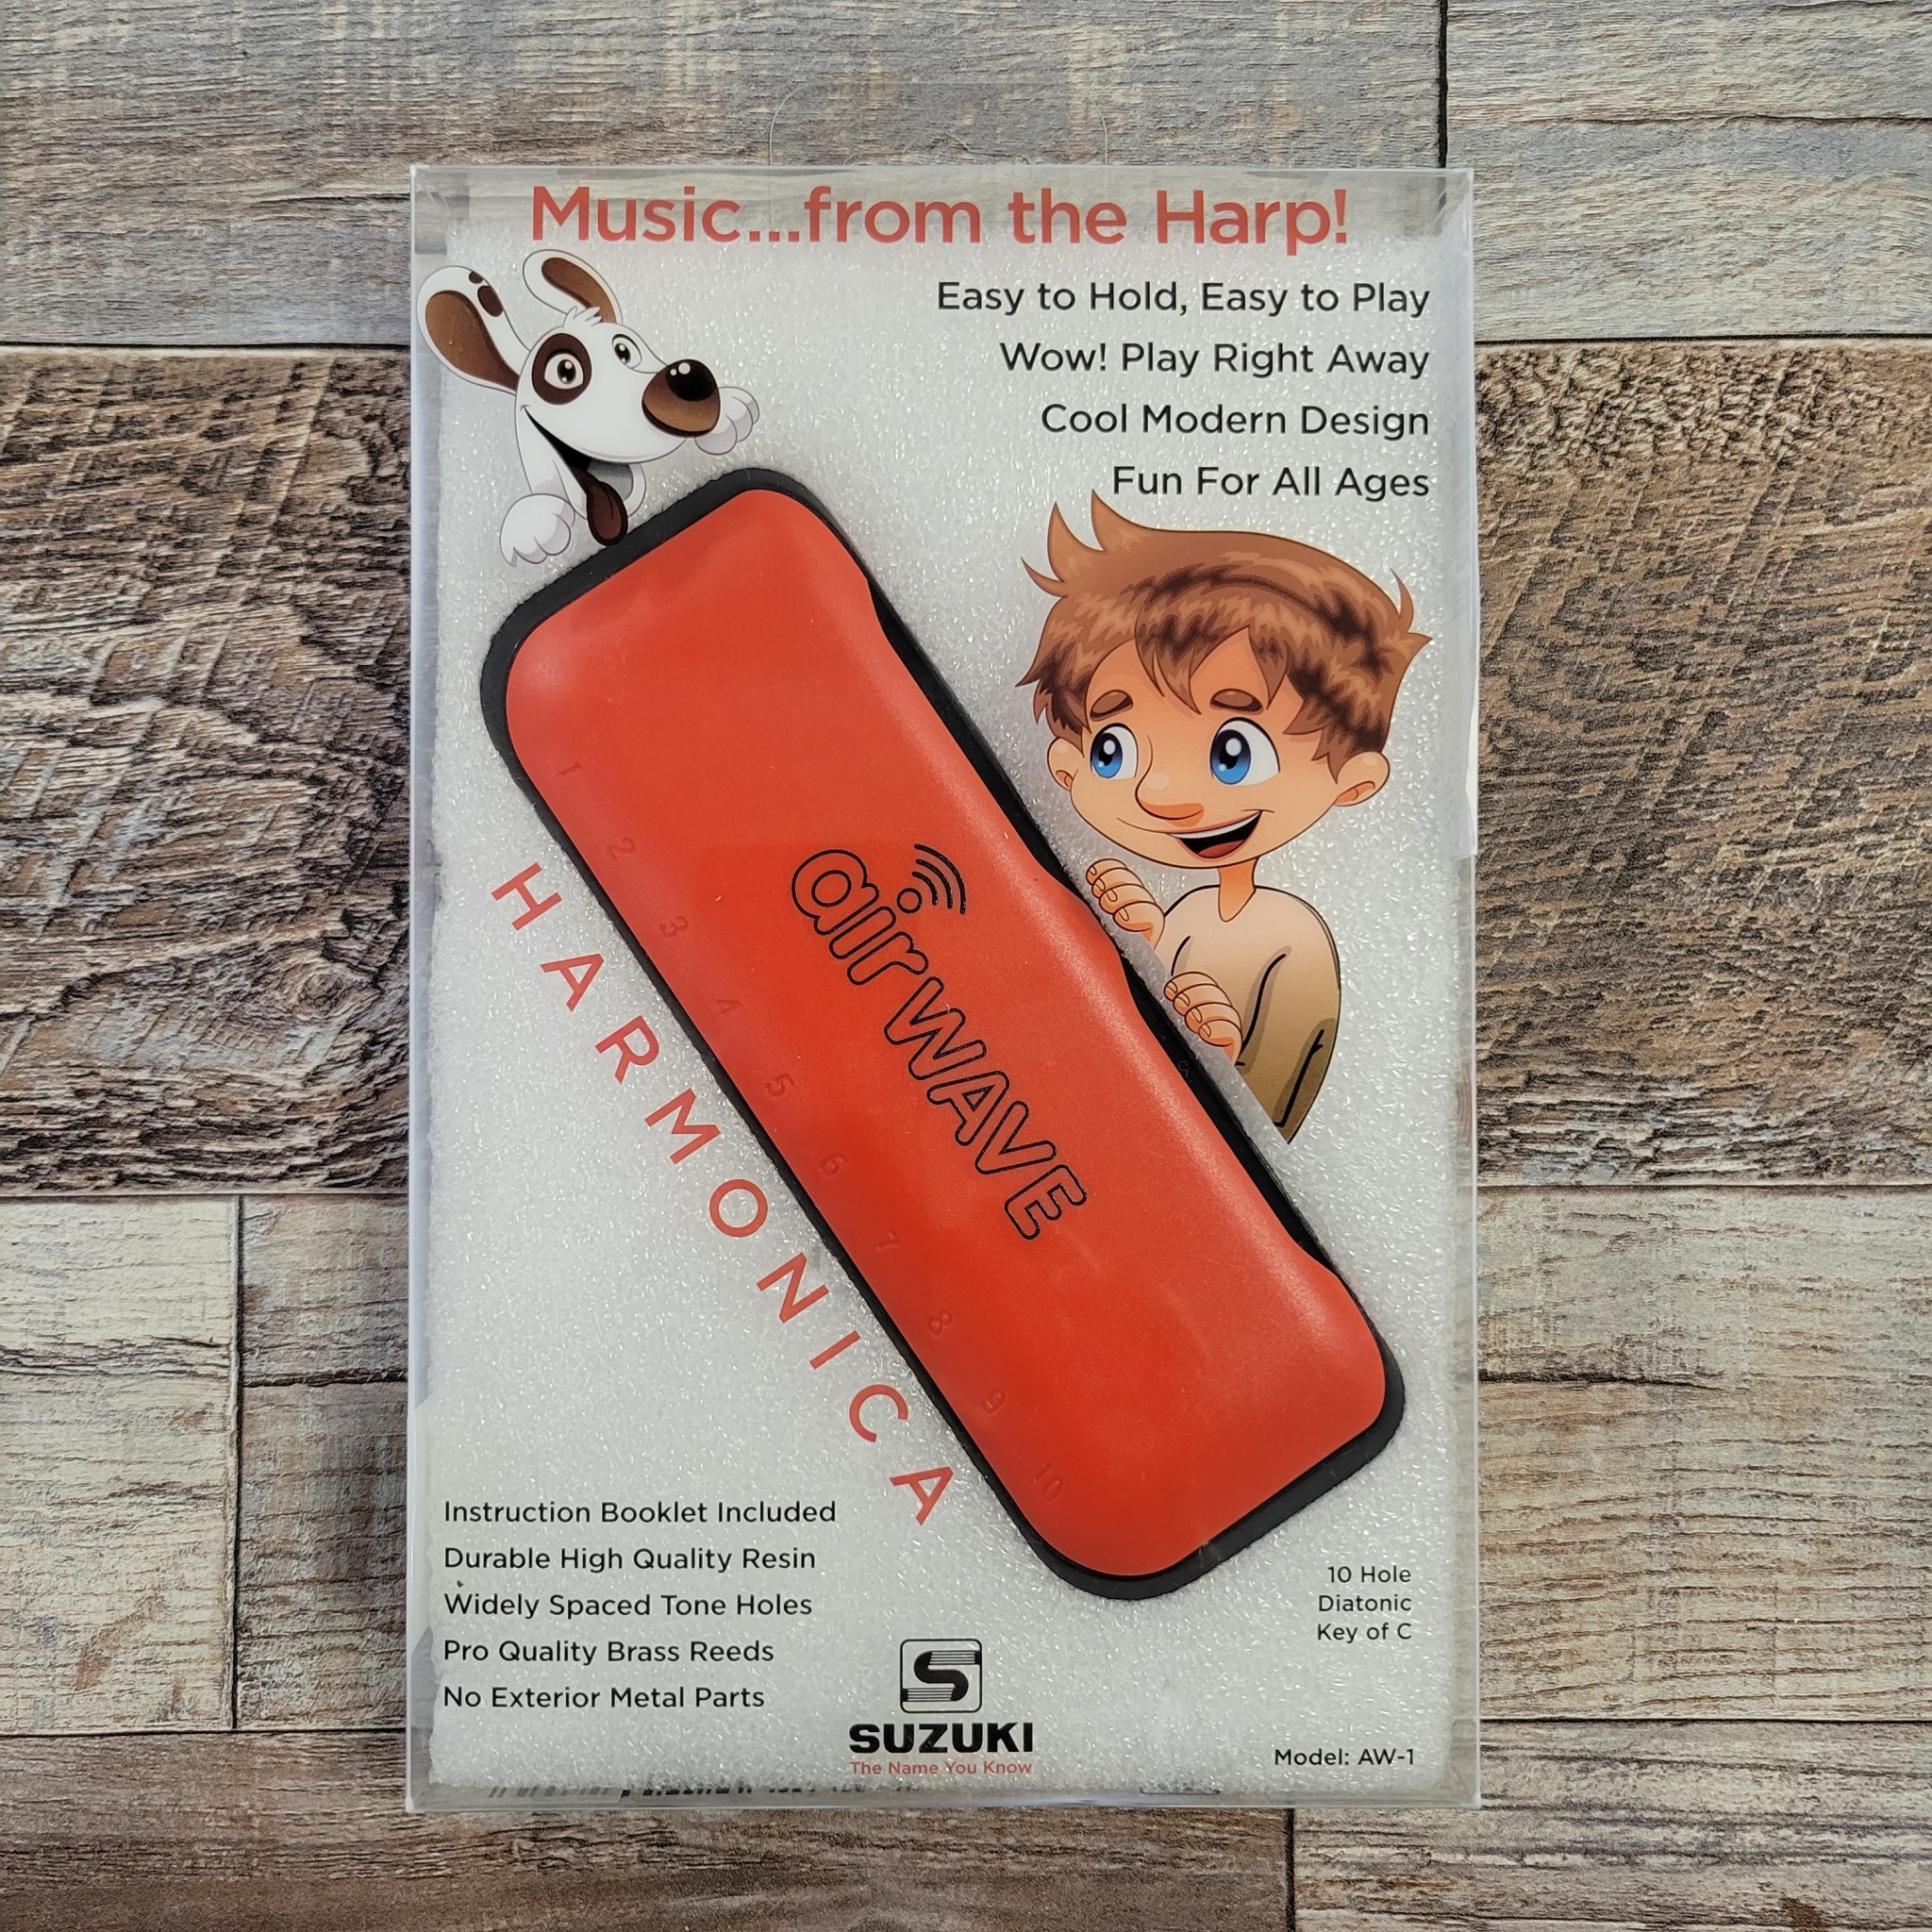 Music...from the Harp!
Easy to Hold, Easy to Play
Wow! Play Right Away
Cool Modern Design
Fun For All Ages
1
2
3
4
5
6
7
8
9
10
airWAVE
HARMONICA
Instruction Booklet Included
Durable High Quality Resin
Widely Spaced Tone Holes
Pro Quality Brass Reeds
No Exterior Metal Parts
10 Hole
Diatonic
Key of C
S
SUZUKI
The Name You Know
Model: AW-1